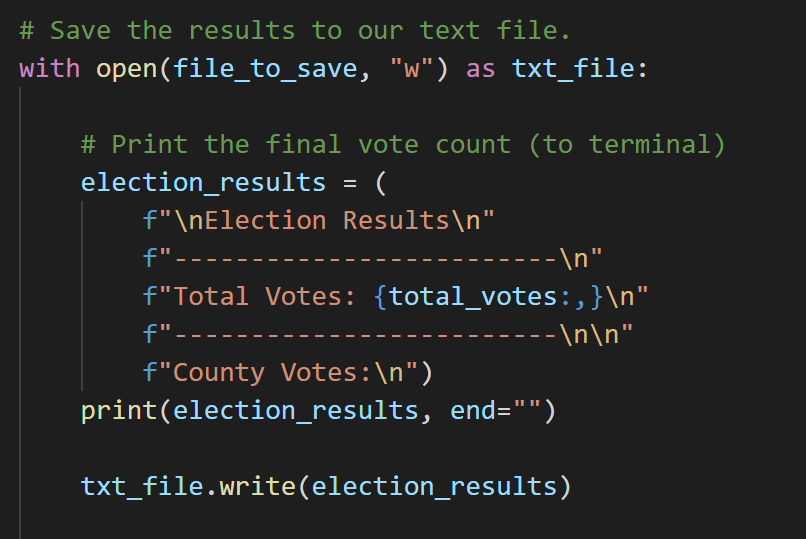 # Save the results to our text file.
with open(file_to_save, "w") as txt_file:
# Print the final vote count (to terminal)
election_results = (
f"\nElection Results\n"
f"-------------------------\n"
f"Total Votes: {total_votes:,}\n"
f"-------------------------\n\n"
f"County Votes:\n")
print(election_results, end="")
txt_file.write(election_results)